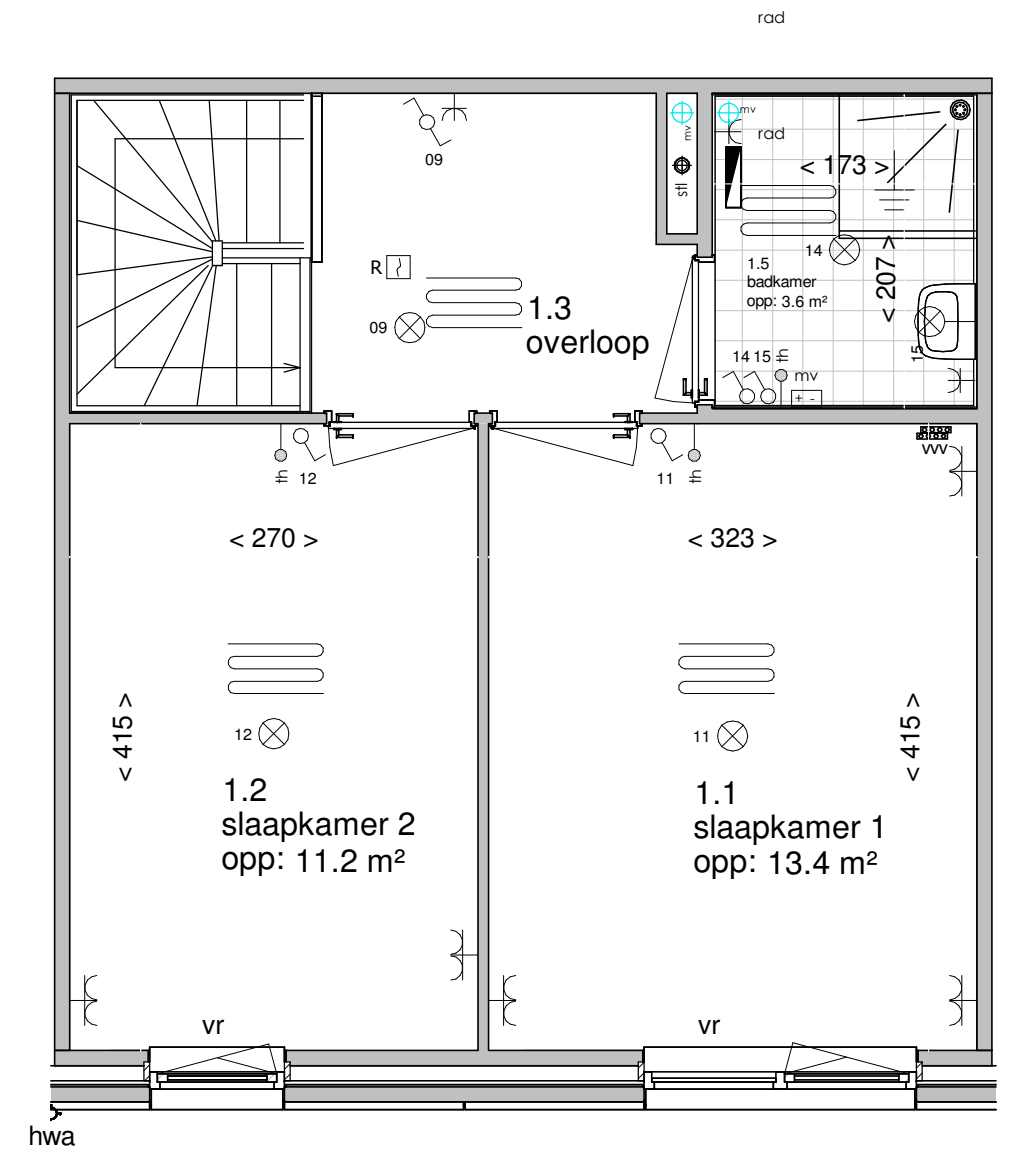 rad
mv
mv
rad
09
< 173 >
stl
14
R
1.5
badkamer
opp: 3.6 m²
< 207 >
1.3
overloop
09
15
14 15 th
mv
+ -
th 12
11 th
< 270 >
< 323 >
< 415 >
< 415 >
12
11
1.2
slaapkamer 2
opp: 11.2 m²
1.1
slaapkamer 1
opp: 13.4 m²
vr
vr
hwa